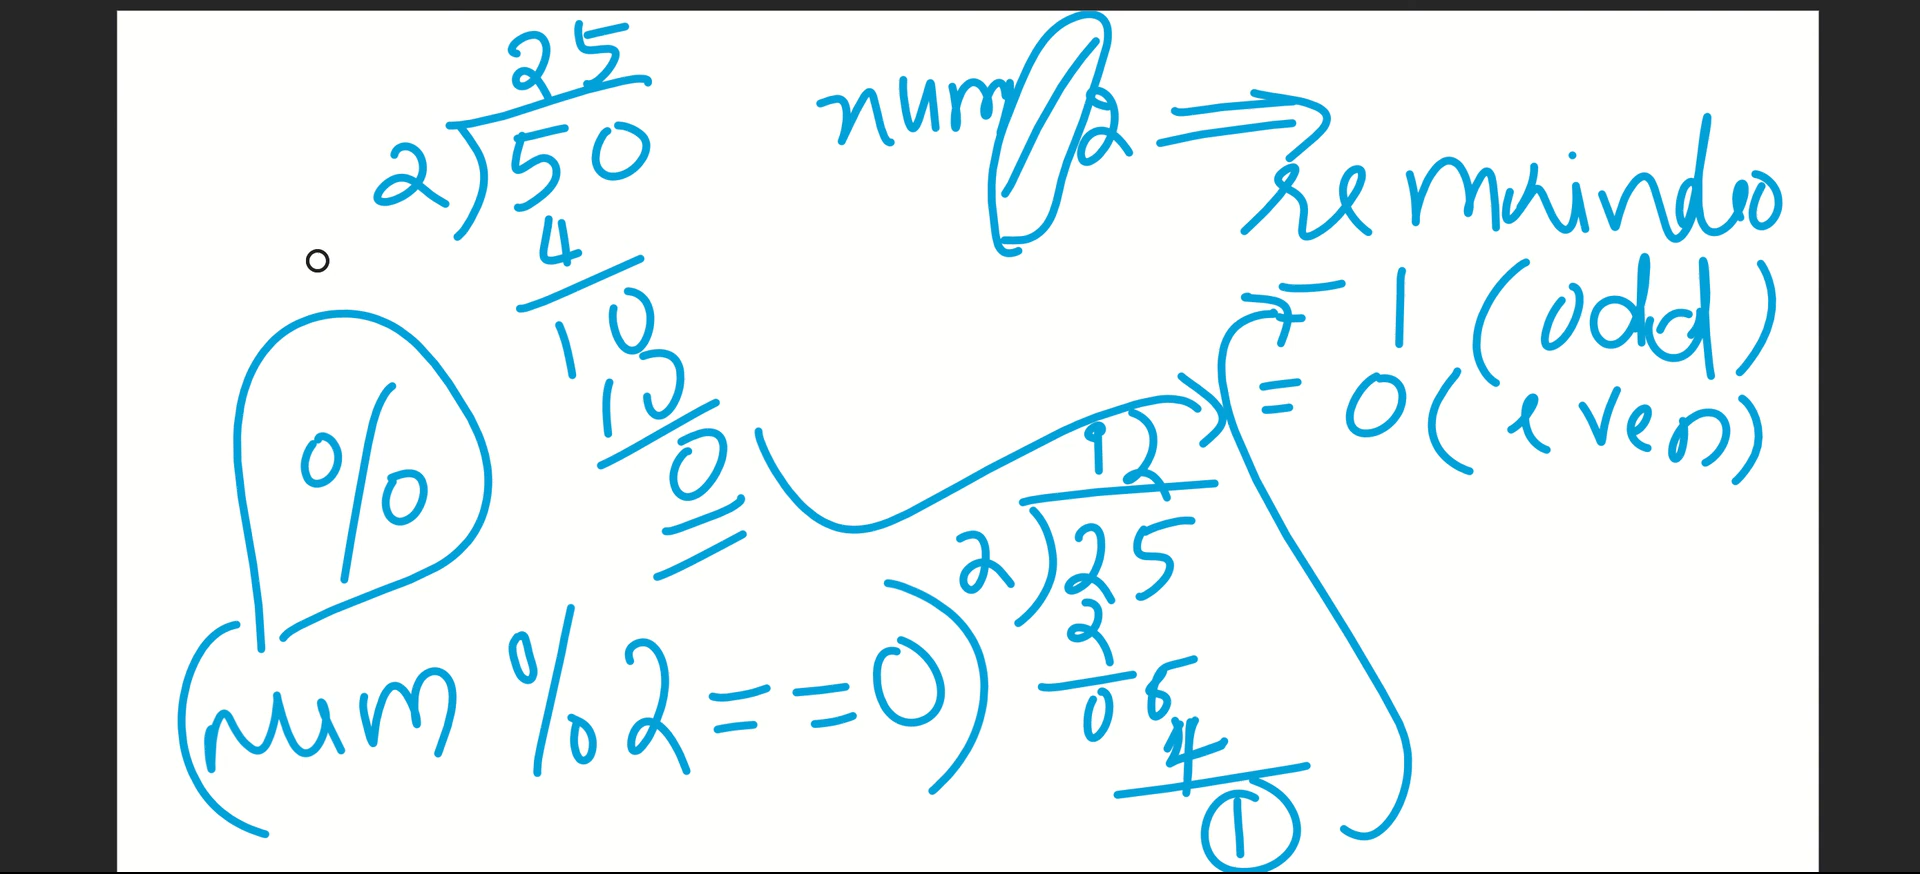 25
2)50
4
10
10
0
num/2 ⇒
remainder
= 1 (odd)
= 0 (even)
%
12
2)25
2
05
4
1
(num % 2 == 0)